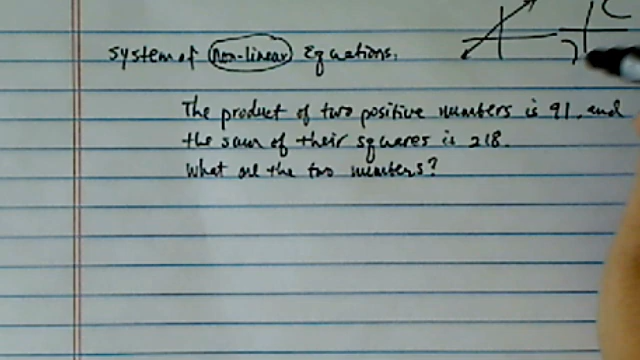 System of non-linear Equations.
The product of two positive numbers is 91, and
the sum of their squares is 218.
What are the two numbers?